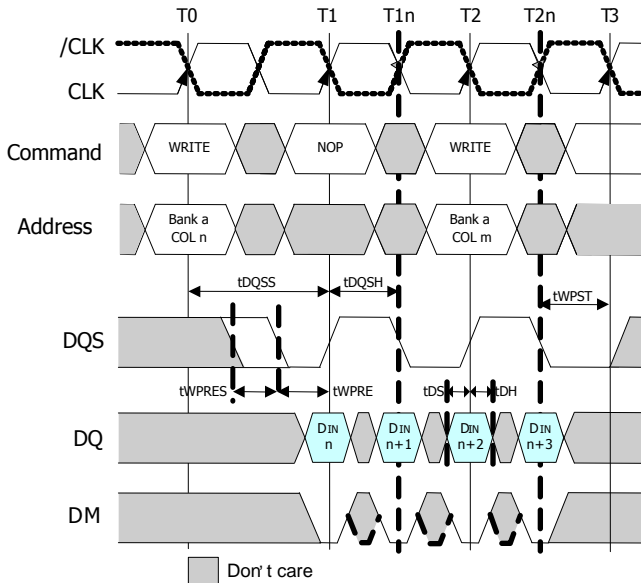 T0 T1 T1n T2 T2n T3
/CLK
CLK
Command WRITE NOP WRITE
Address Bank a COL n Bank a COL m
tDQSS tDQSH tWPST
DQS
tWPRES tWPRE tDS tDH
DQ DIN n DIN n+1 DIN n+2 DIN n+3
DM
Don't care